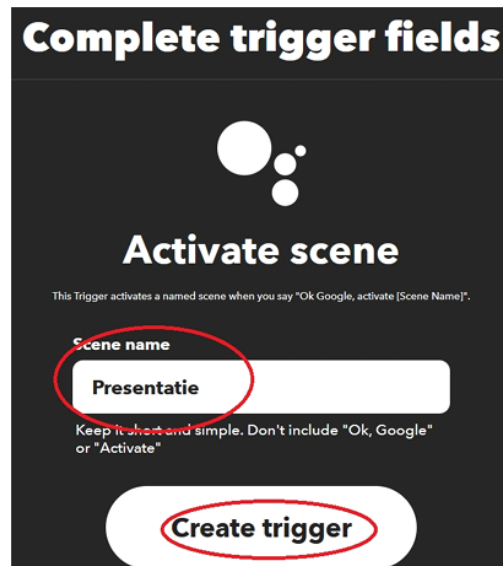 Complete trigger fields
Activate scene
This Trigger activates a named scene when you say "Ok Google, activate [Scene Name]".
Scene name
Presentatie
Keep it short and simple. Don't include "Ok, Google"
or "Activate"
Create trigger